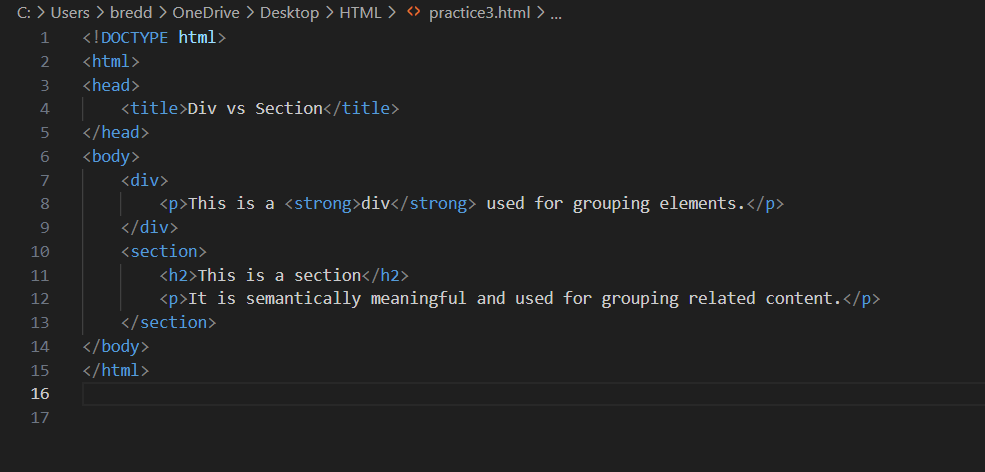 C: > Users > bredd > OneDrive > Desktop > HTML > <> practice3.html > ...
1 <!DOCTYPE html>
2 <html>
3 <head>
4     <title>Div vs Section</title>
5 </head>
6 <body>
7     <div>
8         <p>This is a <strong>div</strong> used for grouping elements.</p>
9     </div>
10     <section>
11         <h2>This is a section</h2>
12         <p>It is semantically meaningful and used for grouping related content.</p>
13     </section>
14 </body>
15 </html>
16
17